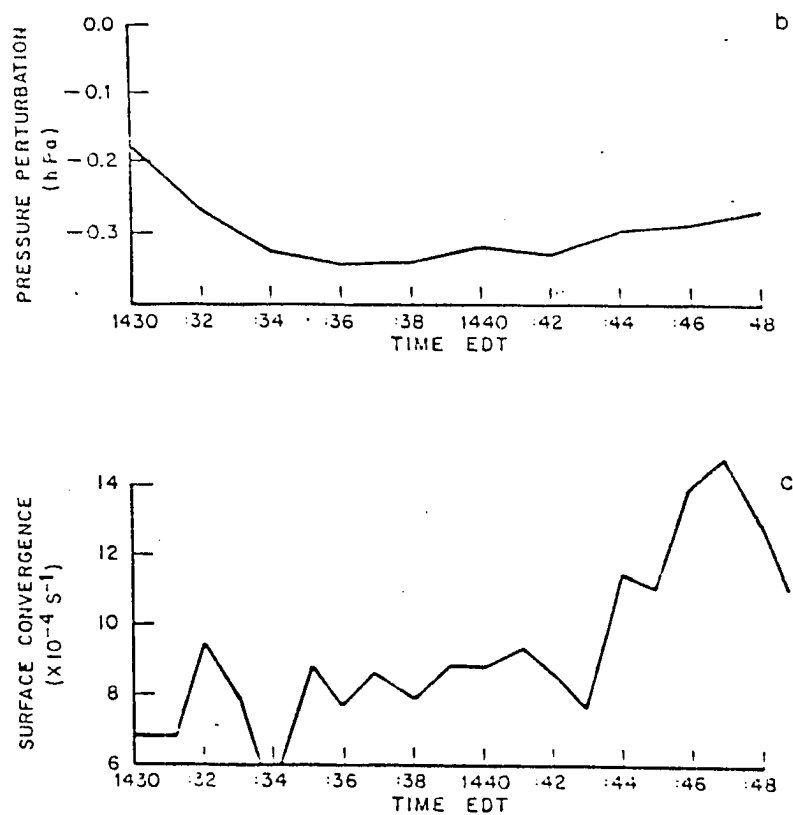 b
PRESSURE PERTURBATION
(hPa)
0.0
-0.1
-0.2
-0.3
1430 :32 :34 :36 :38 1440 :42 :44 :46 48
TIME EDT
c
SURFACE CONVERGENCE
(X10⁻⁴ S⁻¹)
14
12
10
8
6
1430 :32 :34 :36 :38 1440 :42 :44 :46 :48
TIME EDT